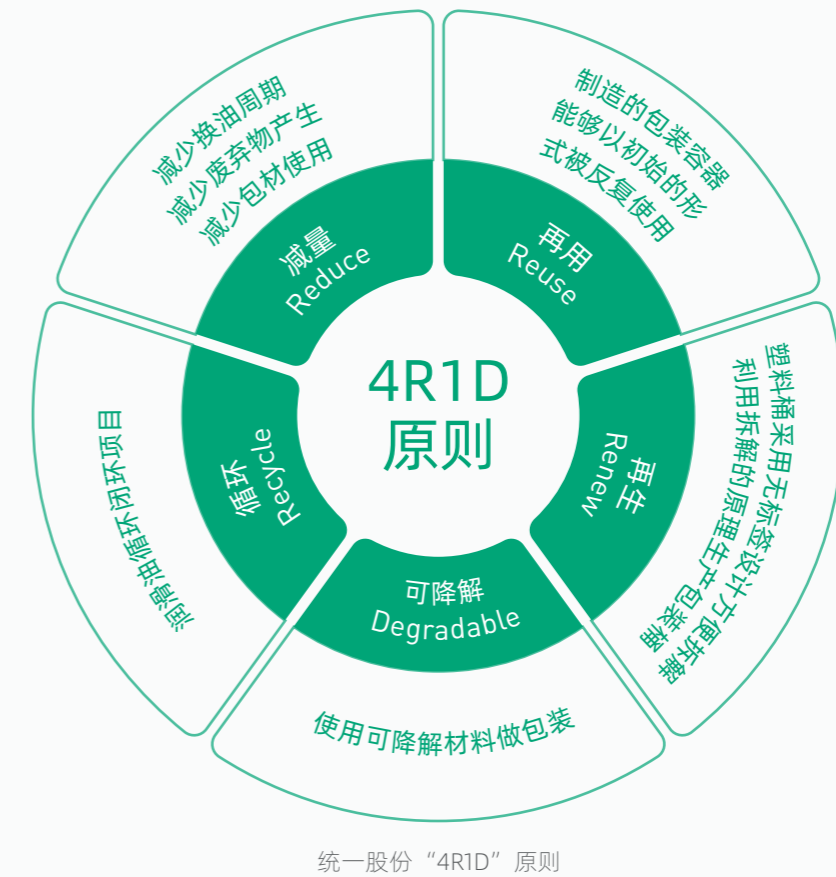 4R1D
原则
减量
Reduce
减少换油周期
减少废弃物产生
减少包材使用
再用
Reuse
制造的包装容器
能够以初始的形
式被反复使用
再生
Renew
塑料桶采用无标签设计方便拆解
利用拆解的原理生产包装桶
可降解
Degradable
使用可降解材料做包装
循环
Recycle
润滑油循环闭环项目
统一股份“4R1D”原则